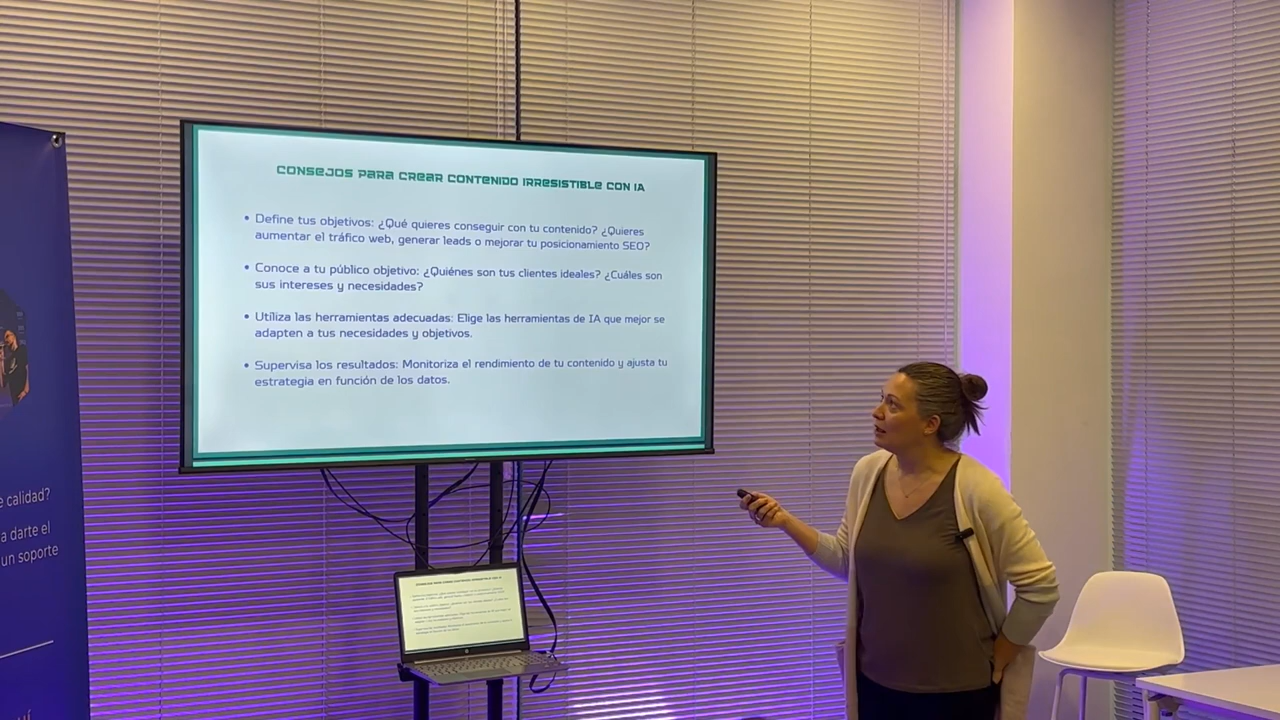 CONSEJOS PARA CREAR CONTENIDO IRRESISTIBLE CON IA
• Define tus objetivos: ¿Qué quieres conseguir con tu contenido? ¿Quieres
aumentar el tráfico web, generar leads o mejorar tu posicionamiento SEO?
• Conoce a tu público objetivo: ¿Quiénes son tus clientes ideales? ¿Cuáles son
sus intereses y necesidades?
• Utiliza las herramientas adecuadas: Elige las herramientas de IA que mejor se
adapten a tus necesidades y objetivos.
• Supervisa los resultados: Monitoriza el rendimiento de tu contenido y ajusta tu
estrategia en función de los datos.
calidad?
a darte el
un soporte